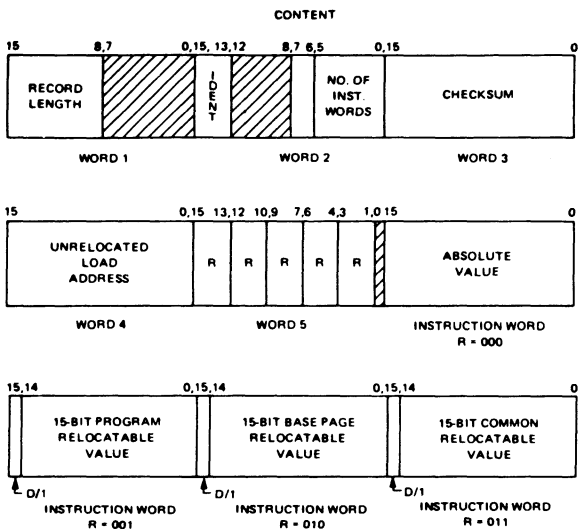 CONTENT
15 8,7 0,15, 13,12 8,7 6,5 0,15 0
RECORD
LENGTH
IDENT
NO. OF
INST.
WORDS
CHECKSUM
WORD 1 WORD 2 WORD 3
15 0,15 13,12 10,9 7,6 4,3 1,0 15 0
UNRELOCATED
LOAD
ADDRESS
R R R R R
ABSOLUTE
VALUE
WORD 4 WORD 5 INSTRUCTION WORD
R = 000
15,14 0,15,14 0,15,14 0
15-BIT PROGRAM
RELOCATABLE
VALUE
15-BIT BASE PAGE
RELOCATABLE
VALUE
15-BIT COMMON
RELOCATABLE
VALUE
D/1 D/1 D/1
INSTRUCTION WORD
R = 001
INSTRUCTION WORD
R = 010
INSTRUCTION WORD
R = 011